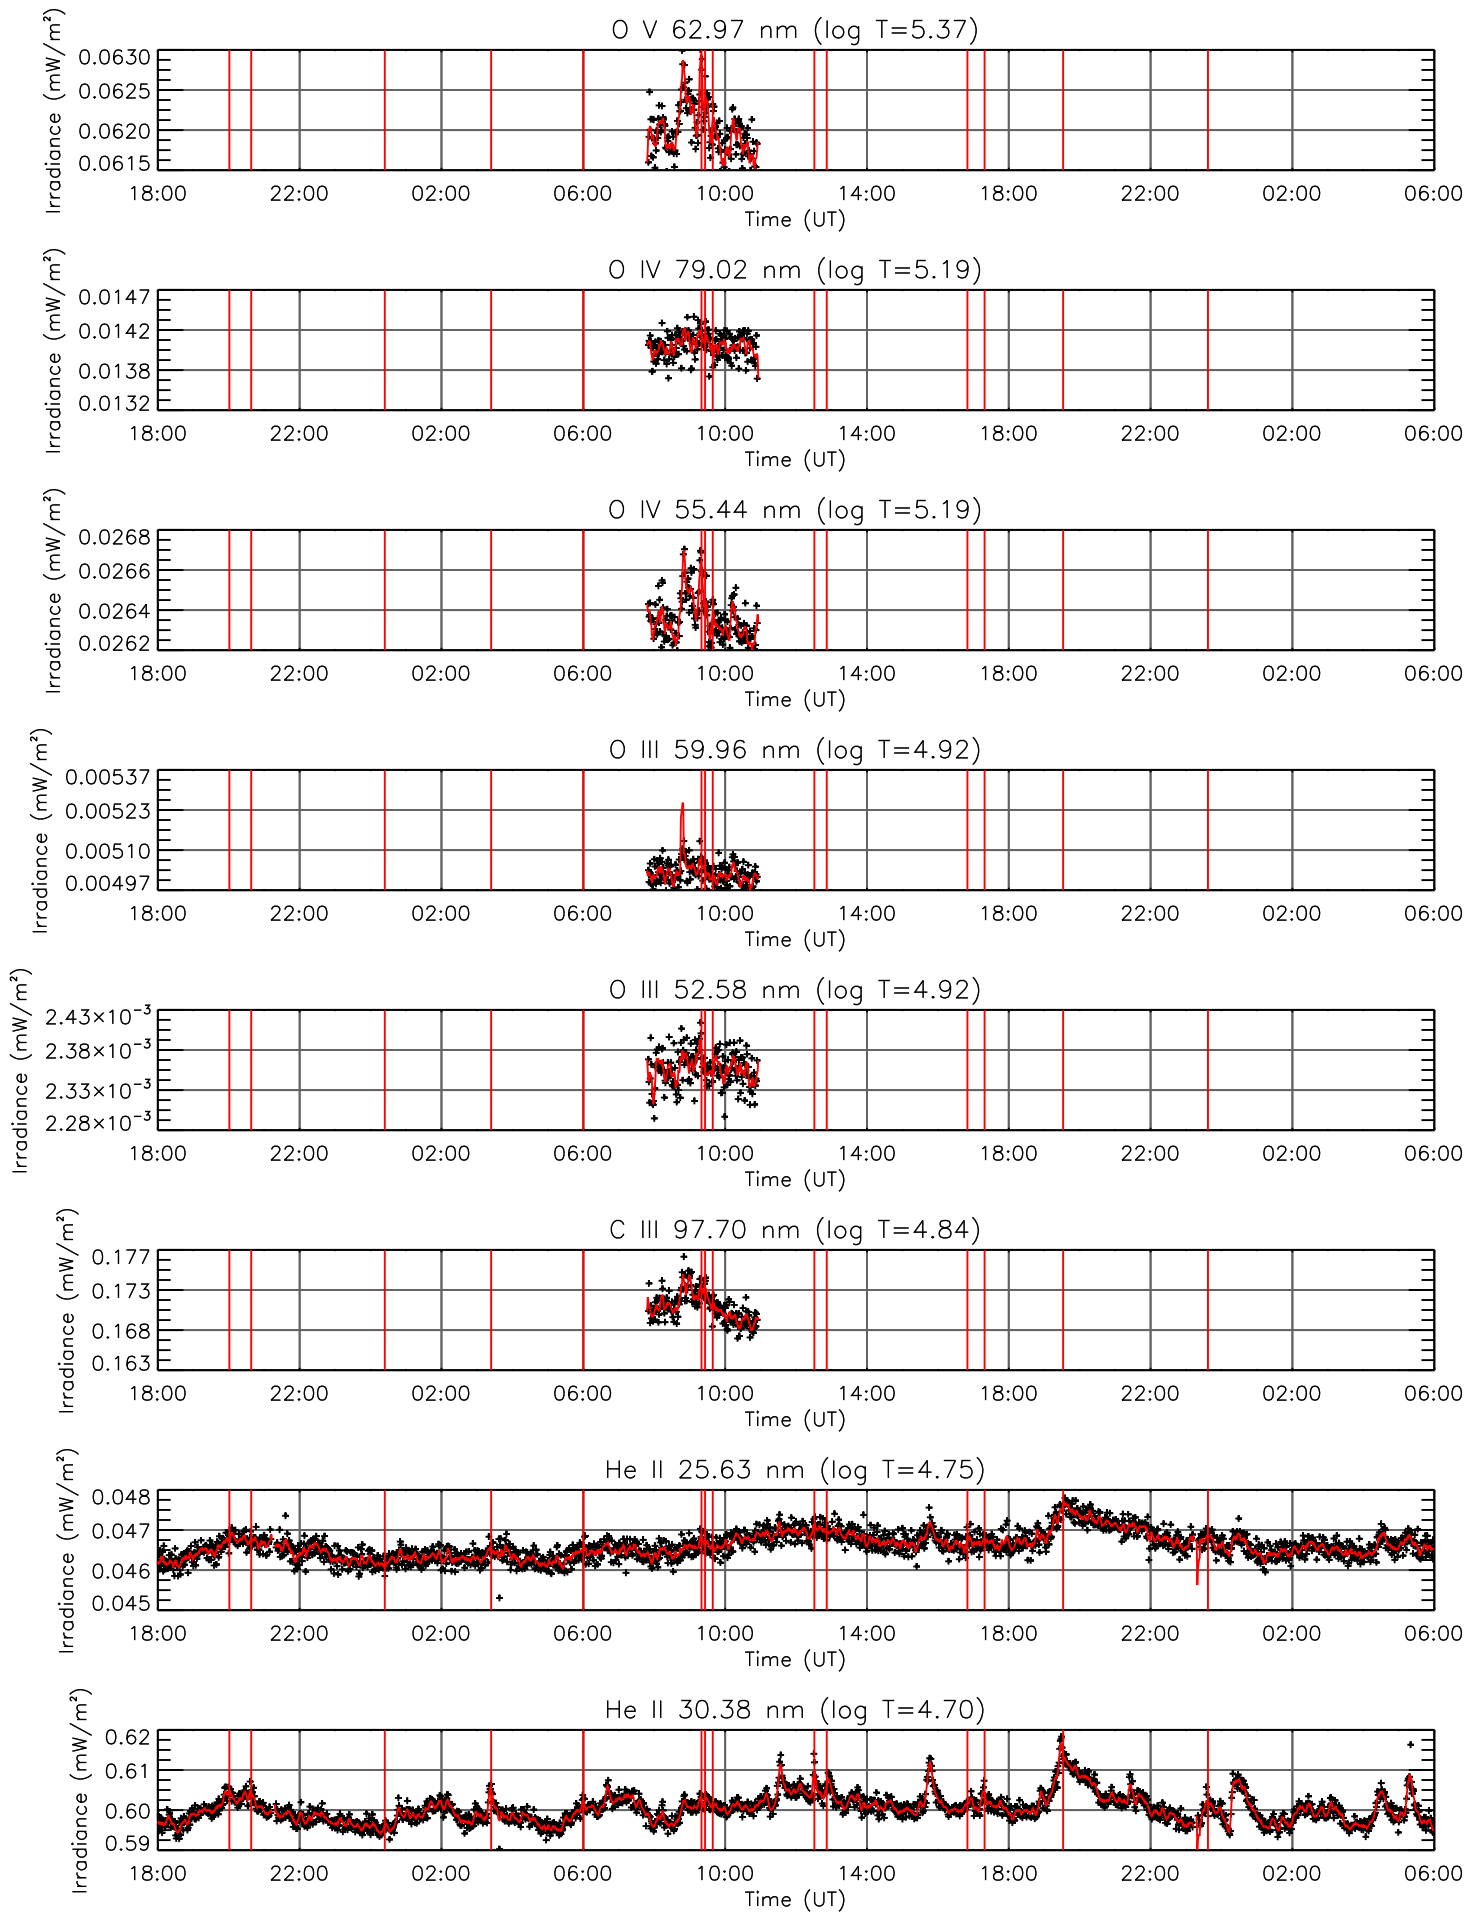 O V 62.97 nm (log T=5.37)
Irradiance (mW/m²)
0.0630
0.0625
0.0620
0.0615
18:00 22:00 02:00 06:00 10:00 14:00 18:00 22:00 02:00 06:00
Time (UT)
O IV 79.02 nm (log T=5.19)
Irradiance (mW/m²)
0.0147
0.0142
0.0138
0.0132
18:00 22:00 02:00 06:00 10:00 14:00 18:00 22:00 02:00 06:00
Time (UT)
O IV 55.44 nm (log T=5.19)
Irradiance (mW/m²)
0.0268
0.0266
0.0264
0.0262
18:00 22:00 02:00 06:00 10:00 14:00 18:00 22:00 02:00 06:00
Time (UT)
O III 59.96 nm (log T=4.92)
Irradiance (mW/m²)
0.00537
0.00523
0.00510
0.00497
18:00 22:00 02:00 06:00 10:00 14:00 18:00 22:00 02:00 06:00
Time (UT)
O III 52.58 nm (log T=4.92)
Irradiance (mW/m²)
2.43×10⁻³
2.38×10⁻³
2.33×10⁻³
2.28×10⁻³
18:00 22:00 02:00 06:00 10:00 14:00 18:00 22:00 02:00 06:00
Time (UT)
C III 97.70 nm (log T=4.84)
Irradiance (mW/m²)
0.177
0.173
0.168
0.163
18:00 22:00 02:00 06:00 10:00 14:00 18:00 22:00 02:00 06:00
Time (UT)
He II 25.63 nm (log T=4.75)
Irradiance (mW/m²)
0.048
0.047
0.046
0.045
18:00 22:00 02:00 06:00 10:00 14:00 18:00 22:00 02:00 06:00
Time (UT)
He II 30.38 nm (log T=4.70)
Irradiance (mW/m²)
0.62
0.61
0.60
0.59
18:00 22:00 02:00 06:00 10:00 14:00 18:00 22:00 02:00 06:00
Time (UT)